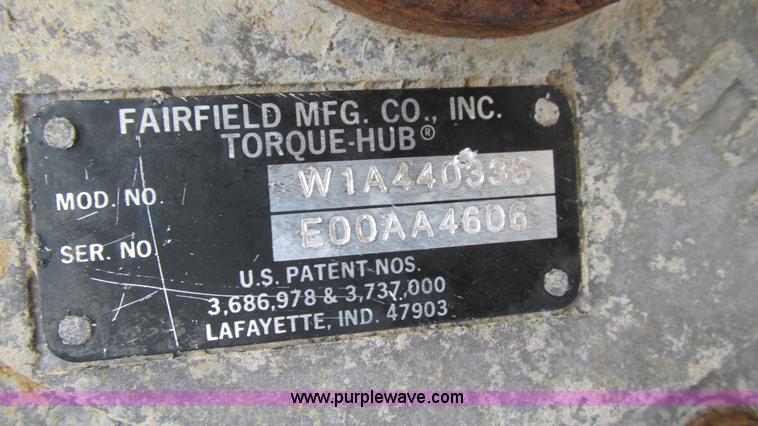 FAIRFIELD MFG. CO., INC.
TORQUE-HUB®
MOD. NO. W1A440335
SER. NO. E00AA4606
U.S. PATENT NOS.
3,686,978 & 3,737,000
LAFAYETTE, IND. 47903
www.purplewave.com